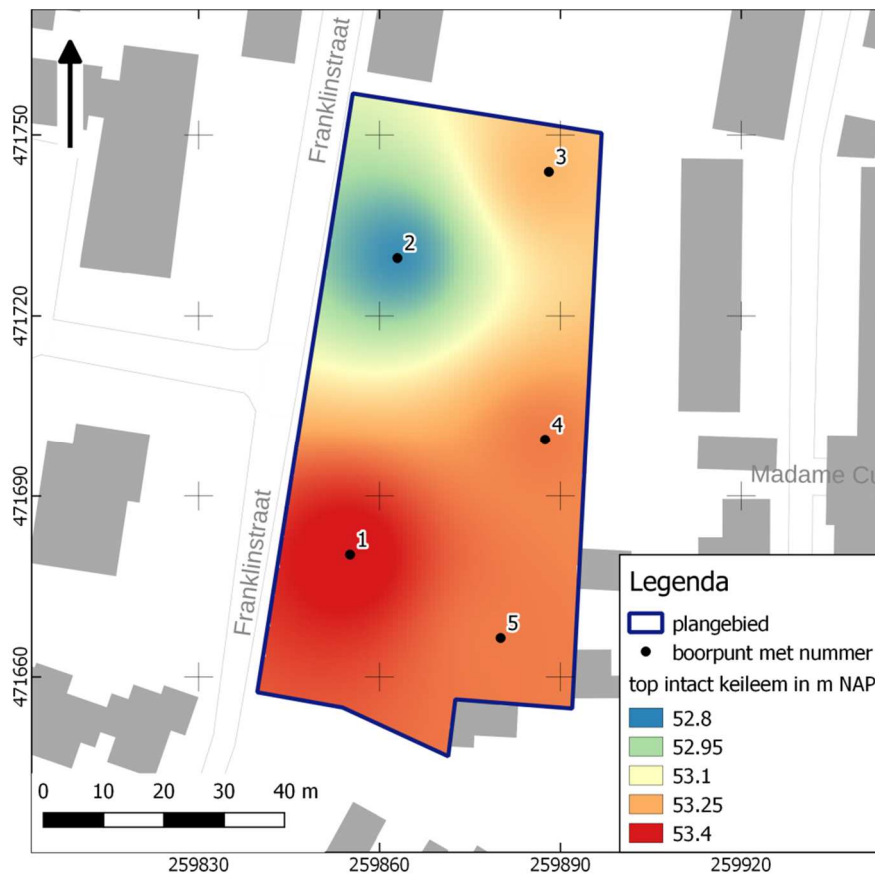 Franklinstraat
3
2
4
1
5
Franklinstraat
Madame Cu
471750
471720
471690
471660
259830
259860
259890
259920
0 10 20 30 40 m
Legenda
plangebied
boorpunt met nummer
top intact keileem in m NAP
52.8
52.95
53.1
53.25
53.4